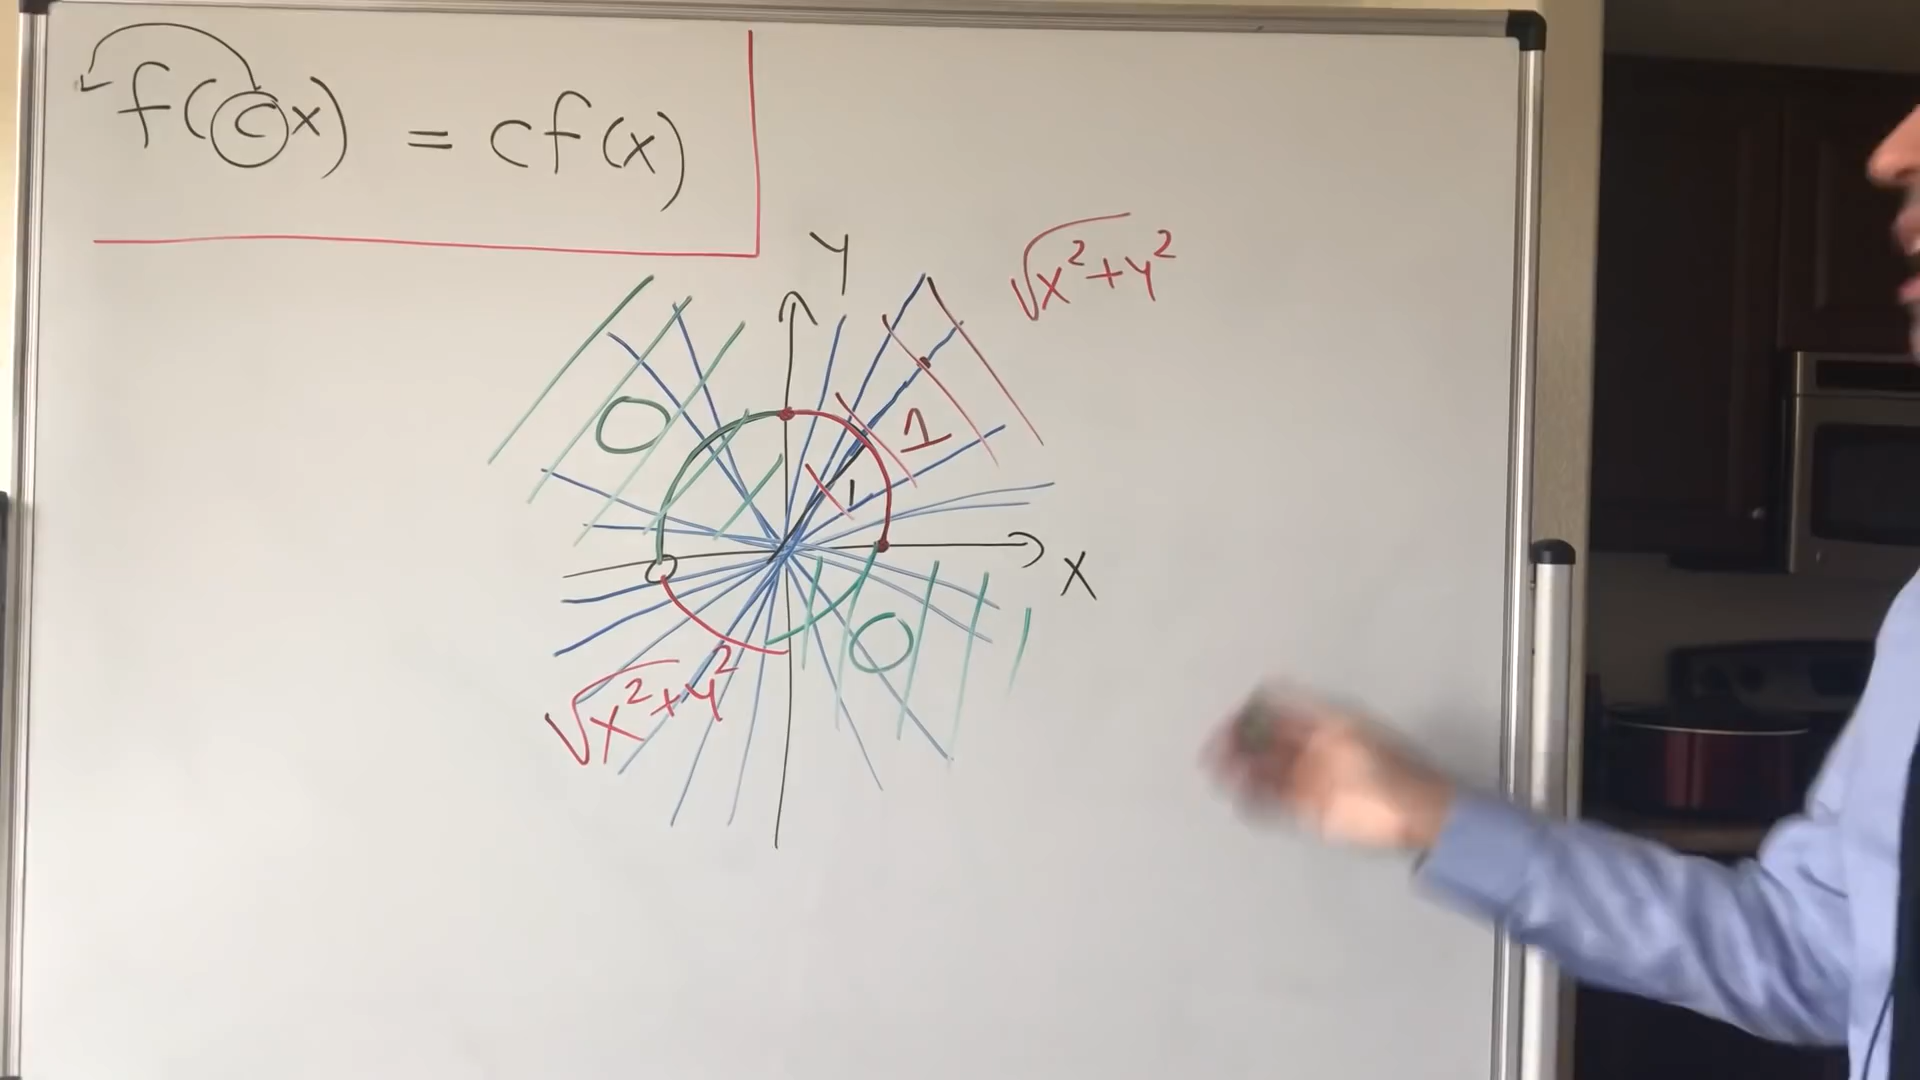 f(cx) = cf(x)
y
√x²+y²
0
1
1
x
0
√x²+y²